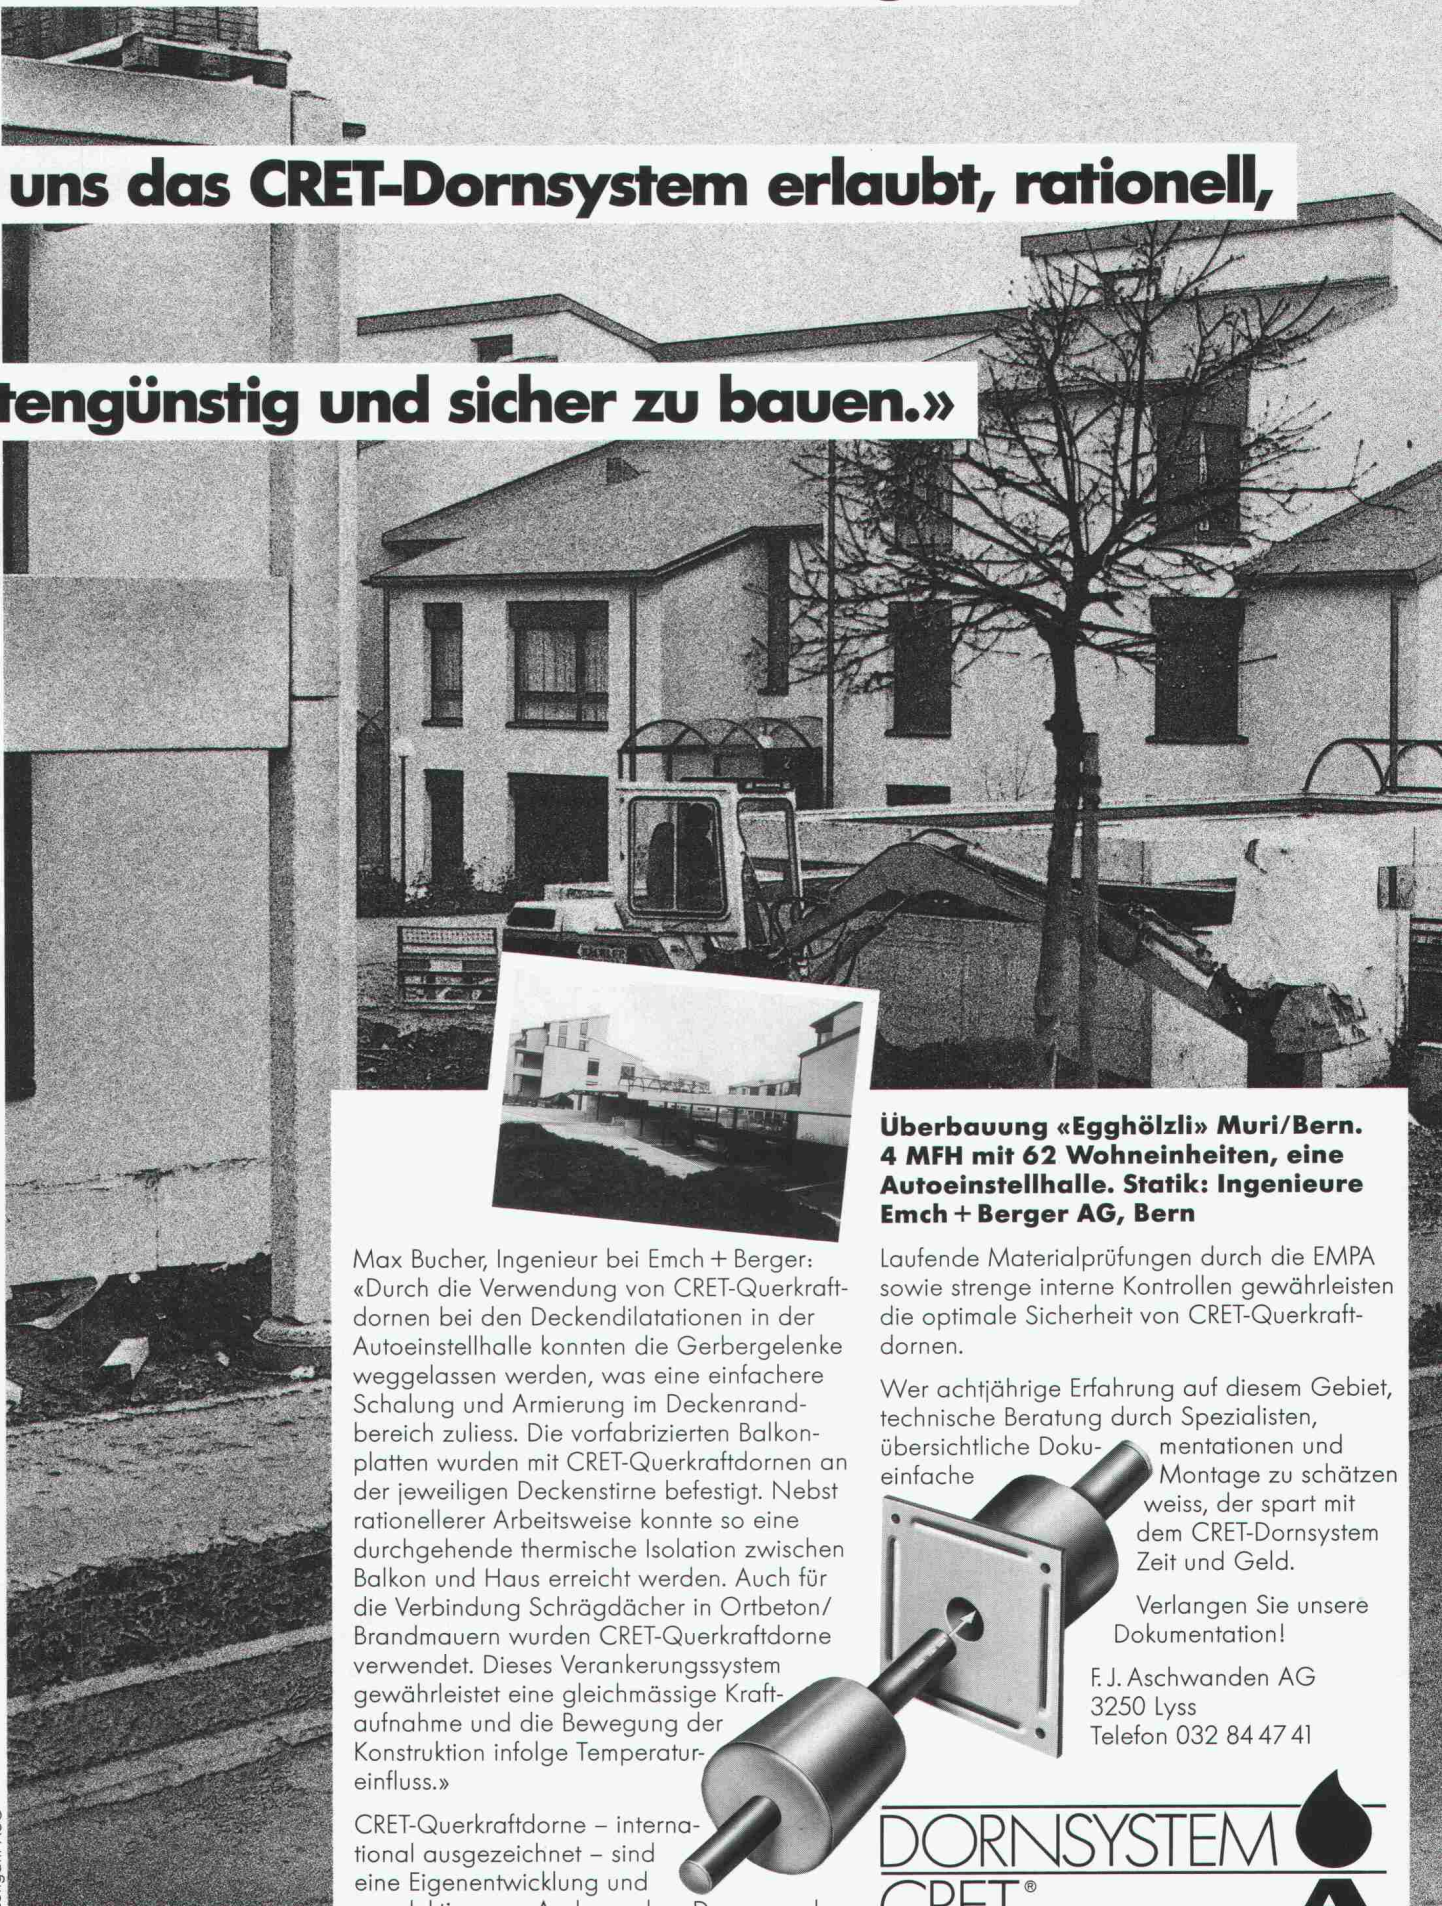 uns das CRET-Dornsystem erlaubt, rationell,
tengünstig und sicher zu bauen.»
Überbauung «Egghölzli» Muri/Bern.
4 MFH mit 62 Wohneinheiten, eine
Autoeinstellhalle. Statik: Ingenieure
Emch + Berger AG, Bern
Max Bucher, Ingenieur bei Emch + Berger:
«Durch die Verwendung von CRET-Querkraft-
dornen bei den Deckendilatationen in der
Autoeinstellhalle konnten die Gerbergelenke
weggelassen werden, was eine einfachere
Schalung und Armierung im Deckenrand-
bereich zuliess. Die vorfabrizierten Balkon-
platten wurden mit CRET-Querkraftdornen an
der jeweiligen Deckenstirne befestigt. Nebst
rationellerer Arbeitsweise konnte so eine
durchgehende thermische Isolation zwischen
Balkon und Haus erreicht werden. Auch für
die Verbindung Schrägdächer in Ortbeton/
Brandmauern wurden CRET-Querkraftdorne
verwendet. Dieses Verankerungssystem
gewährleistet eine gleichmässige Kraft-
aufnahme und die Bewegung der
Konstruktion infolge Temperatur-
einfluss.»
CRET-Querkraftdorne – interna-
tional ausgezeichnet – sind
eine Eigenentwicklung und
Laufende Materialprüfungen durch die EMPA
sowie strenge interne Kontrollen gewährleisten
die optimale Sicherheit von CRET-Querkraft-
dornen.
Wer achtjährige Erfahrung auf diesem Gebiet,
technische Beratung durch Spezialisten,
übersichtliche Doku- mentationen und
einfache Montage zu schätzen
weiss, der spart mit
dem CRET-Dornsystem
Zeit und Geld.
Verlangen Sie unsere
Dokumentation!
F. J. Aschwanden AG
3250 Lyss
Telefon 032 84 47 41
DORNSYSTEM
CRET®